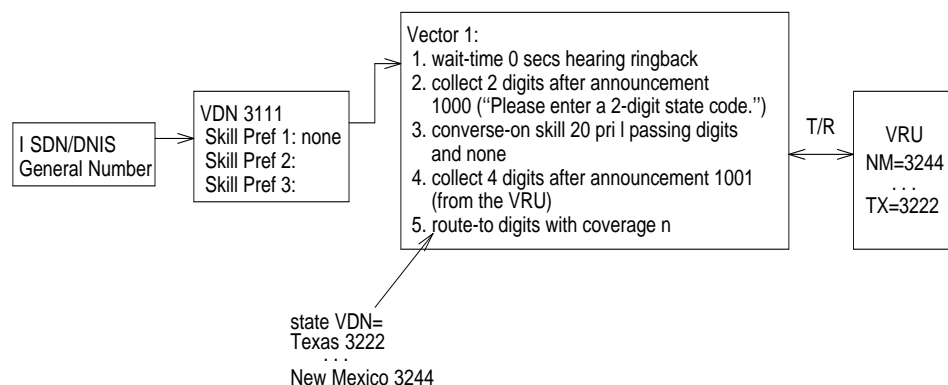 I SDN/DNIS
General Number
VDN 3111
Skill Pref 1: none
Skill Pref 2:
Skill Pref 3:
Vector 1:
1. wait-time 0 secs hearing ringback
2. collect 2 digits after announcement
1000 (“Please enter a 2-digit state code.”)
3. converse-on skill 20 pri l passing digits
and none
4. collect 4 digits after announcement 1001
(from the VRU)
5. route-to digits with coverage n
T/R
VRU
NM=3244
. . .
TX=3222
state VDN=
Texas 3222
. . .
New Mexico 3244